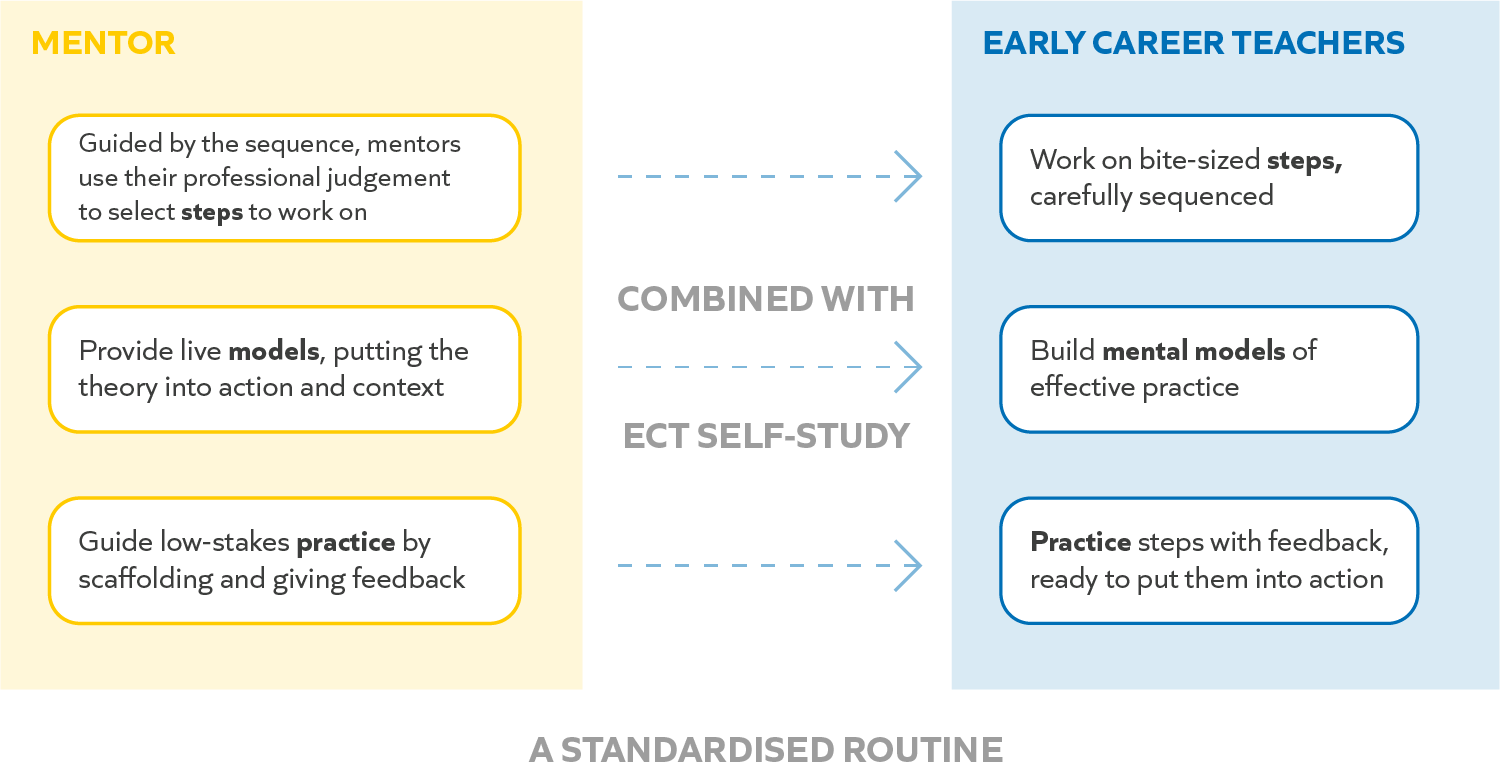 MENTOR
Guided by the sequence, mentors
use their professional judgement
to select steps to work on
Provide live models, putting the
theory into action and context
Guide low-stakes practice by
scaffolding and giving feedback
COMBINED WITH
ECT SELF-STUDY
EARLY CAREER TEACHERS
Work on bite-sized steps,
carefully sequenced
Build mental models of
effective practice
Practice steps with feedback,
ready to put them into action
A STANDARDISED ROUTINE